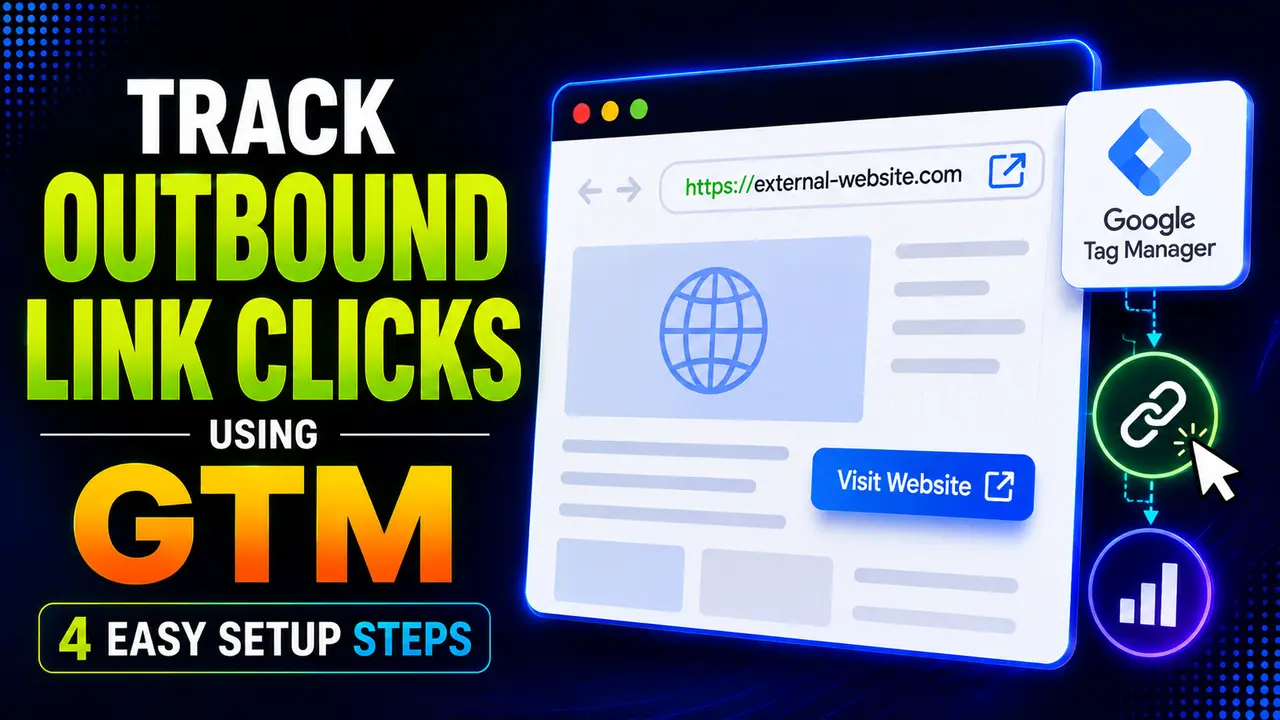 TRACK
OUTBOUND
LINK CLICKS
USING
GTM
4 EASY SETUP STEPS
https://external-website.com
Visit Website
Google
Tag Manager